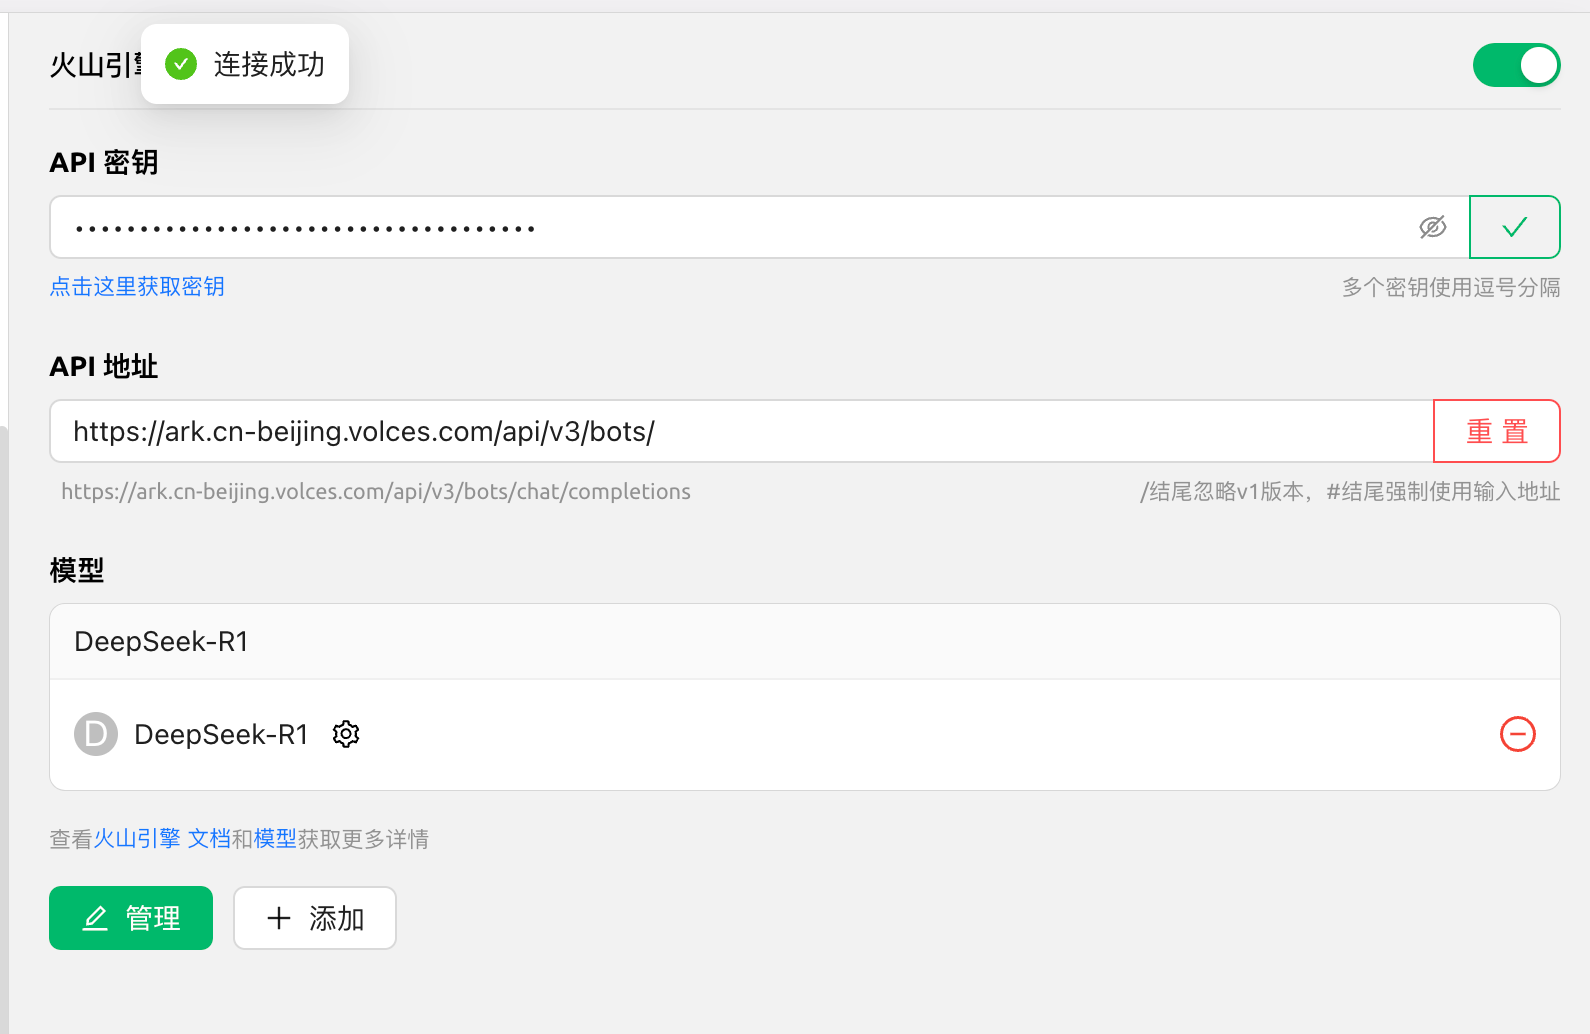 火山引
连接成功
API 密钥
••••••••••••••••••••••••••••••••••••
点击这里获取密钥
多个密钥使用逗号分隔
API 地址
https://ark.cn-beijing.volces.com/api/v3/bots/
重置
https://ark.cn-beijing.volces.com/api/v3/bots/chat/completions
/结尾忽略v1版本，#结尾强制使用输入地址
模型
DeepSeek-R1
D
DeepSeek-R1
查看火山引擎 文档和模型获取更多详情
管理
添加